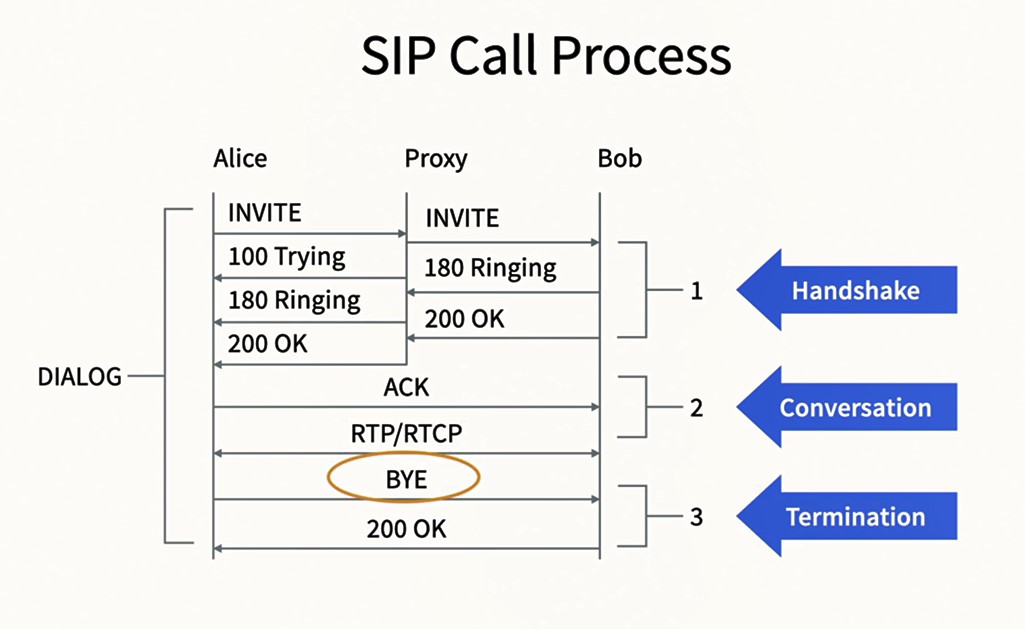 SIP Call Process
Alice Proxy Bob
INVITE
INVITE
100 Trying
180 Ringing
180 Ringing
200 OK
200 OK
ACK
RTP/RTCP
BYE
200 OK
DIALOG
1
Handshake
2
Conversation
3
Termination